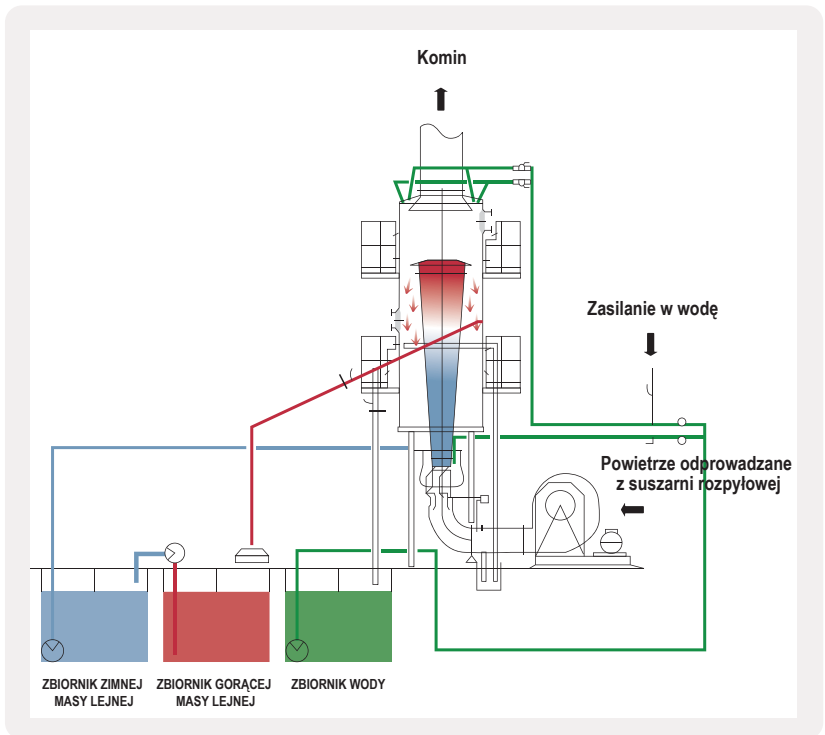 Komin
Zasilanie w wodę
Powietrze odprowadzane
z suszarni rozpyłowej
ZBIORNIK ZIMNEJ
MASY LEJNEJ
ZBIORNIK GORĄCEJ
MASY LEJNEJ
ZBIORNIK WODY